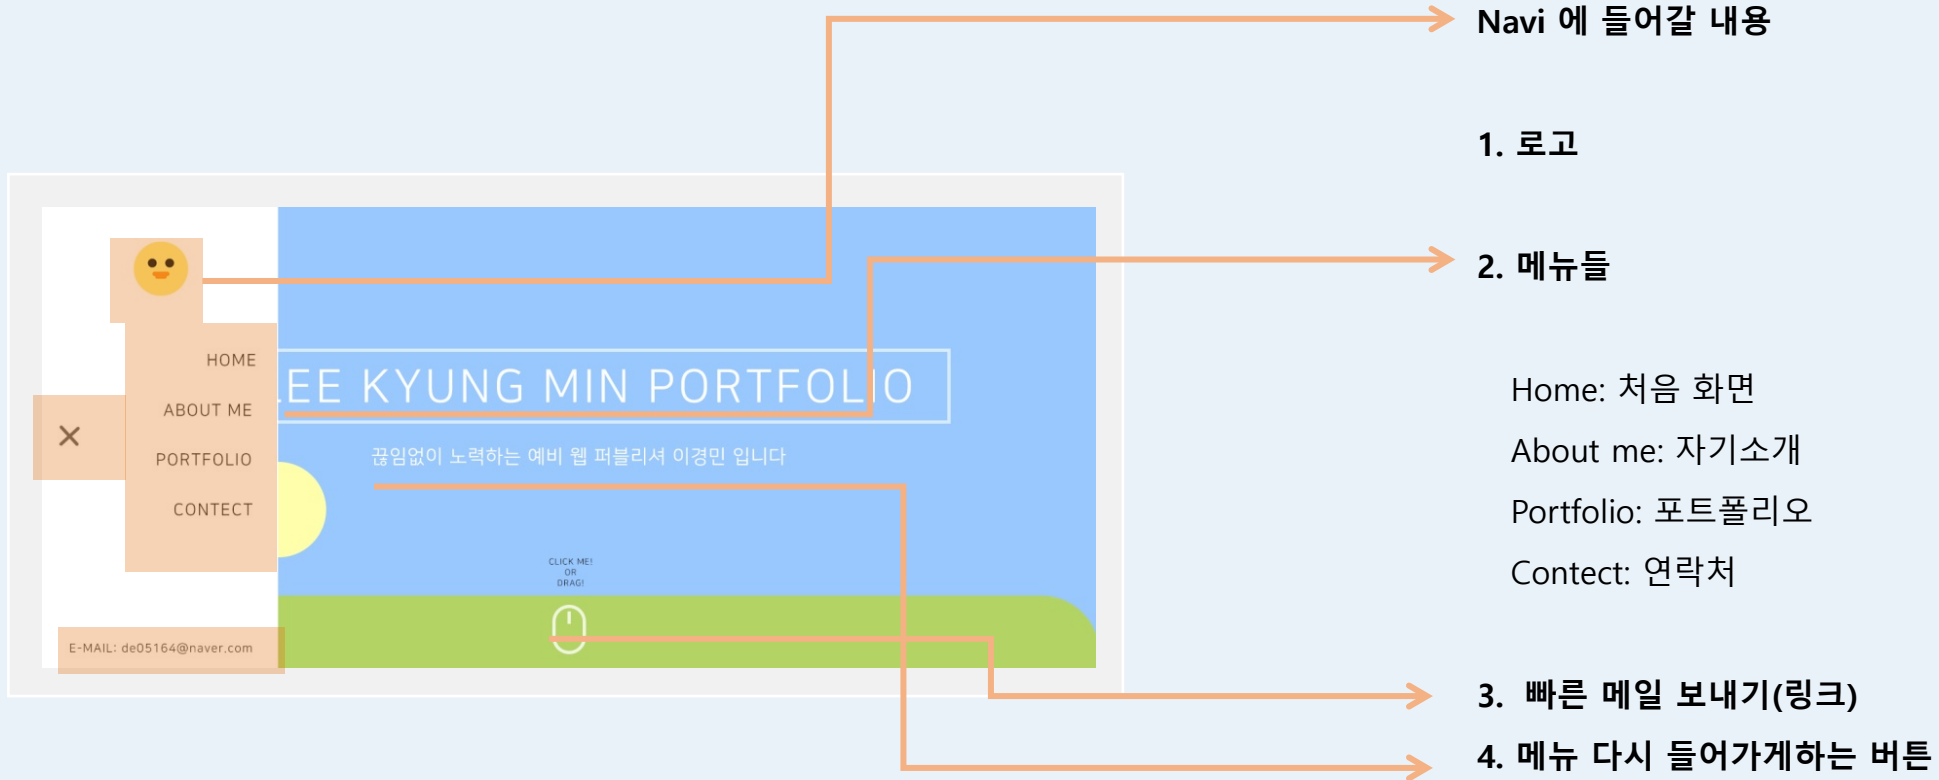 Navi 에 들어갈 내용
1. 로고
2. 메뉴들
Home: 처음 화면
About me: 자기소개
Portfolio: 포트폴리오
Contect: 연락처
3. 빠른 메일 보내기(링크)
4. 메뉴 다시 들어가게하는 버튼
HOME
ABOUT ME
PORTFOLIO
CONTECT
E-MAIL: de05164@naver.com
LEE KYUNG MIN PORTFOLIO
끊임없이 노력하는 예비 웹 퍼블리셔 이경민 입니다
CLICK ME!
OR
DRAG!